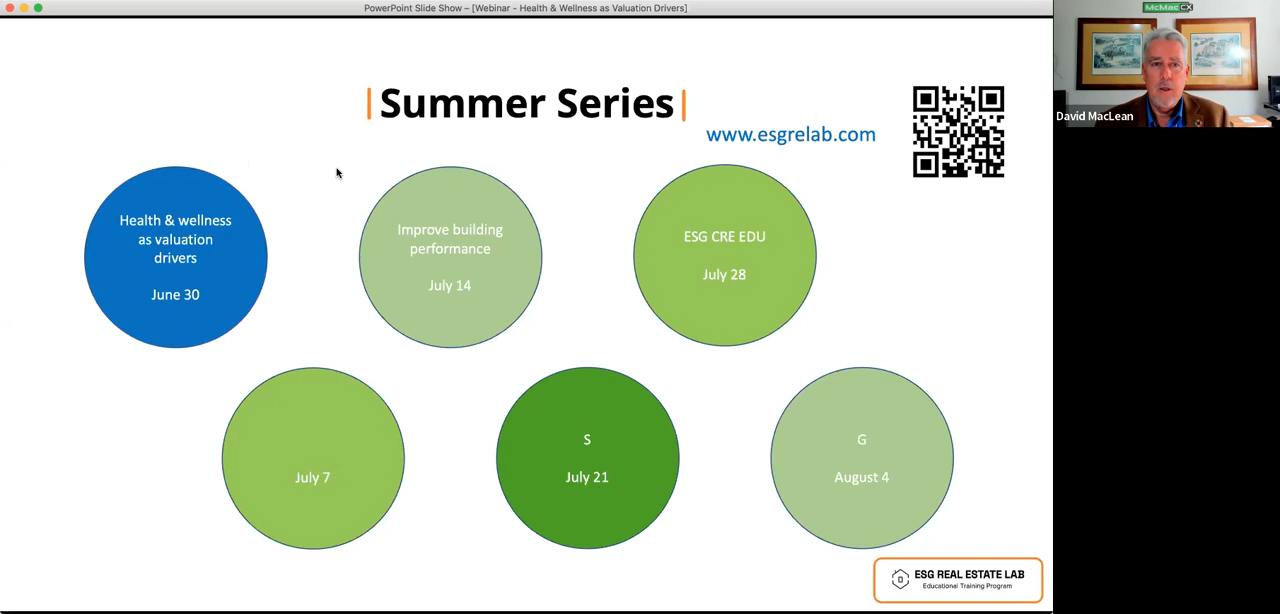 PowerPoint Slide Show – [Webinar - Health & Wellness as Valuation Drivers]
McMac CX
David MacLean
Summer Series
www.esgrelab.com
Health & wellness
as valuation
drivers
June 30
Improve building
performance
July 14
ESG CRE EDU
July 28
July 7
S
July 21
G
August 4
ESG REAL ESTATE LAB
Educational Training Program